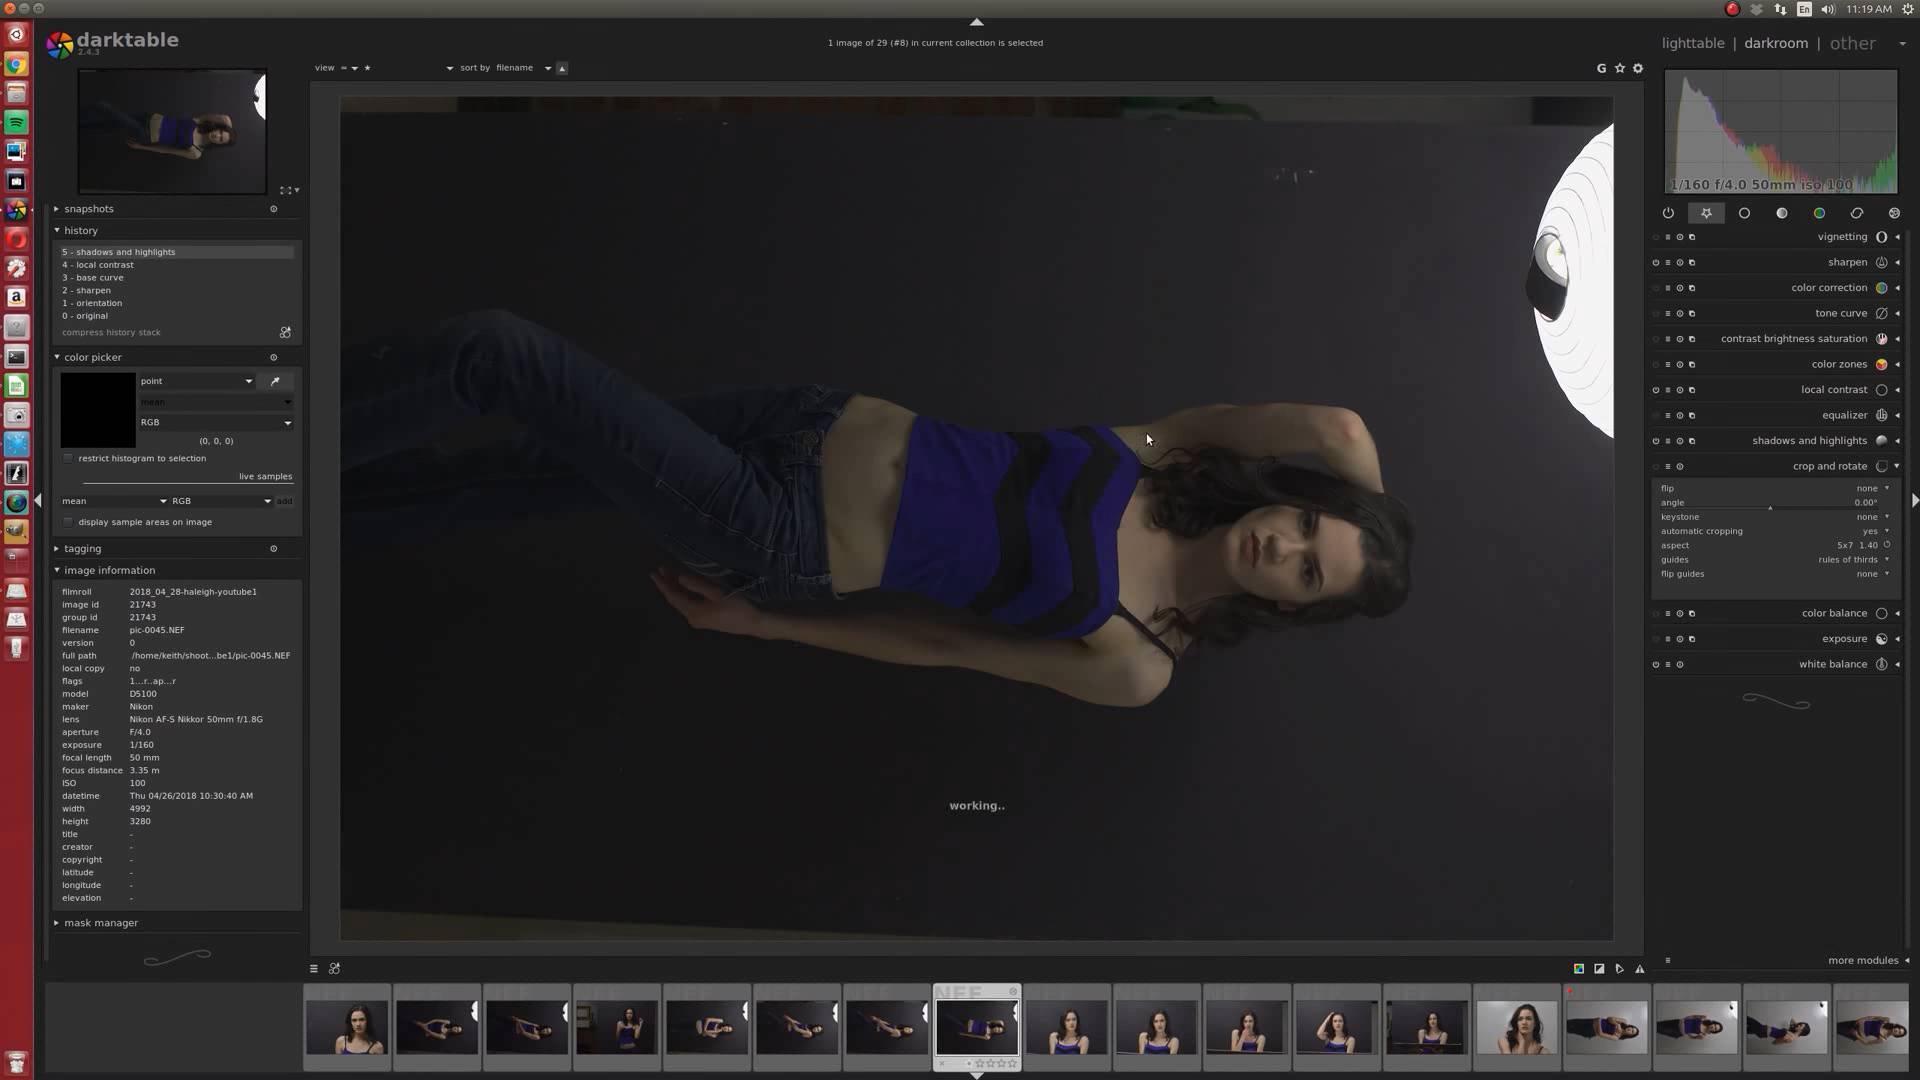 En
11:19 AM
darktable
2.4.3
1 image of 29 (#8) in current collection is selected
lighttable | darkroom | other
view = ★ sort by filename
G
snapshots
history
5 - shadows and highlights
4 - local contrast
3 - base curve
2 - sharpen
1 - orientation
0 - original
compress history stack
color picker
point
mean
RGB
(0, 0, 0)
restrict histogram to selection
live samples
mean RGB add
display sample areas on image
tagging
image information
filmroll 2018_04_28-haleigh-youtube1
image id 21743
group id 21743
filename pic-0045.NEF
version 0
full path /home/keith/shoot...be1/pic-0045.NEF
local copy no
flags 1...r..ap...r
model D5100
maker Nikon
lens Nikon AF-S Nikkor 50mm f/1.8G
aperture F/4.0
exposure 1/160
focal length 50 mm
focus distance 3.35 m
ISO 100
datetime Thu 04/26/2018 10:30:40 AM
width 4992
height 3280
title -
creator -
copyright -
latitude -
longitude -
elevation -
mask manager
working..
1/160 f/4.0 50mm iso 100
vignetting
sharpen
color correction
tone curve
contrast brightness saturation
color zones
local contrast
equalizer
shadows and highlights
crop and rotate
flip none
angle 0.00°
keystone none
automatic cropping yes
aspect 5x7 1.40
guides rules of thirds
flip guides none
color balance
exposure
white balance
more modules
NEF